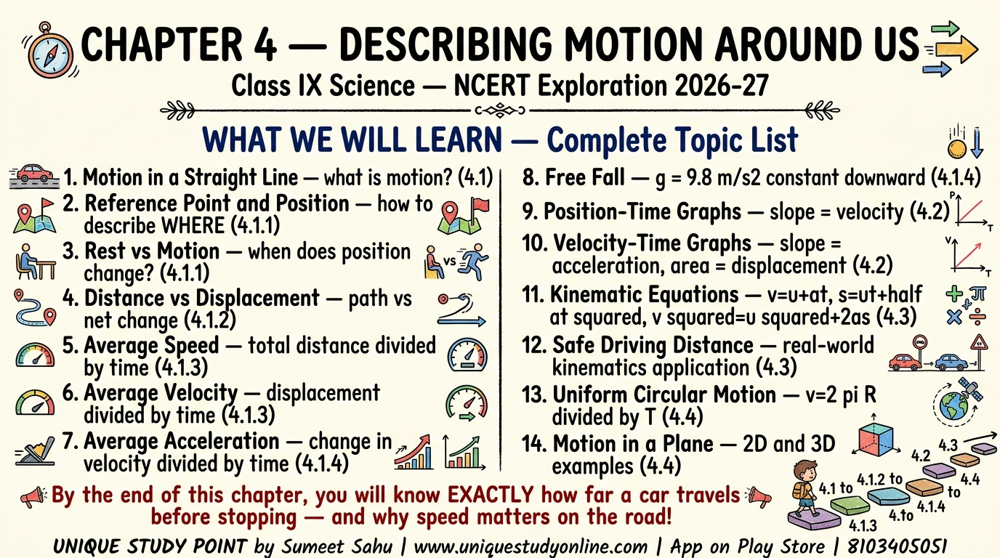 CHAPTER 4 — DESCRIBING MOTION AROUND US
Class IX Science — NCERT Exploration 2026-27
WHAT WE WILL LEARN — Complete Topic List
1. Motion in a Straight Line — what is motion? (4.1)
2. Reference Point and Position — how to
describe WHERE (4.1.1)
3. Rest vs Motion — when does position
change? (4.1.1)
vs
4. Distance vs Displacement — path vs
net change (4.1.2)
5. Average Speed — total distance divided
by time (4.1.3)
6. Average Velocity — displacement
divided by time (4.1.3)
7. Average Acceleration — change in
velocity divided by time (4.1.4)
8. Free Fall — g = 9.8 m/s2 constant downward (4.1.4)
9. Position-Time Graphs — slope = velocity (4.2)
P
T
10. Velocity-Time Graphs — slope =
acceleration, area = displacement (4.2)
V
T
11. Kinematic Equations — v=u+at, s=ut+half
at squared, v squared=u squared+2as (4.3)
+ π
× ÷
12. Safe Driving Distance — real-world
kinematics application (4.3)
13. Uniform Circular Motion — v=2 pi R
divided by T (4.4)
14. Motion in a Plane — 2D and 3D
examples (4.4)
4.1 to
4.1.3
4.1.2 to
4.to
4.2
4.1.4
to
4.3
4.4
By the end of this chapter, you will know EXACTLY how far a car travels
before stopping — and why speed matters on the road!
UNIQUE STUDY POINT by Sumeet Sahu | www.uniquestudyonline.com | App on Play Store | 8103405051